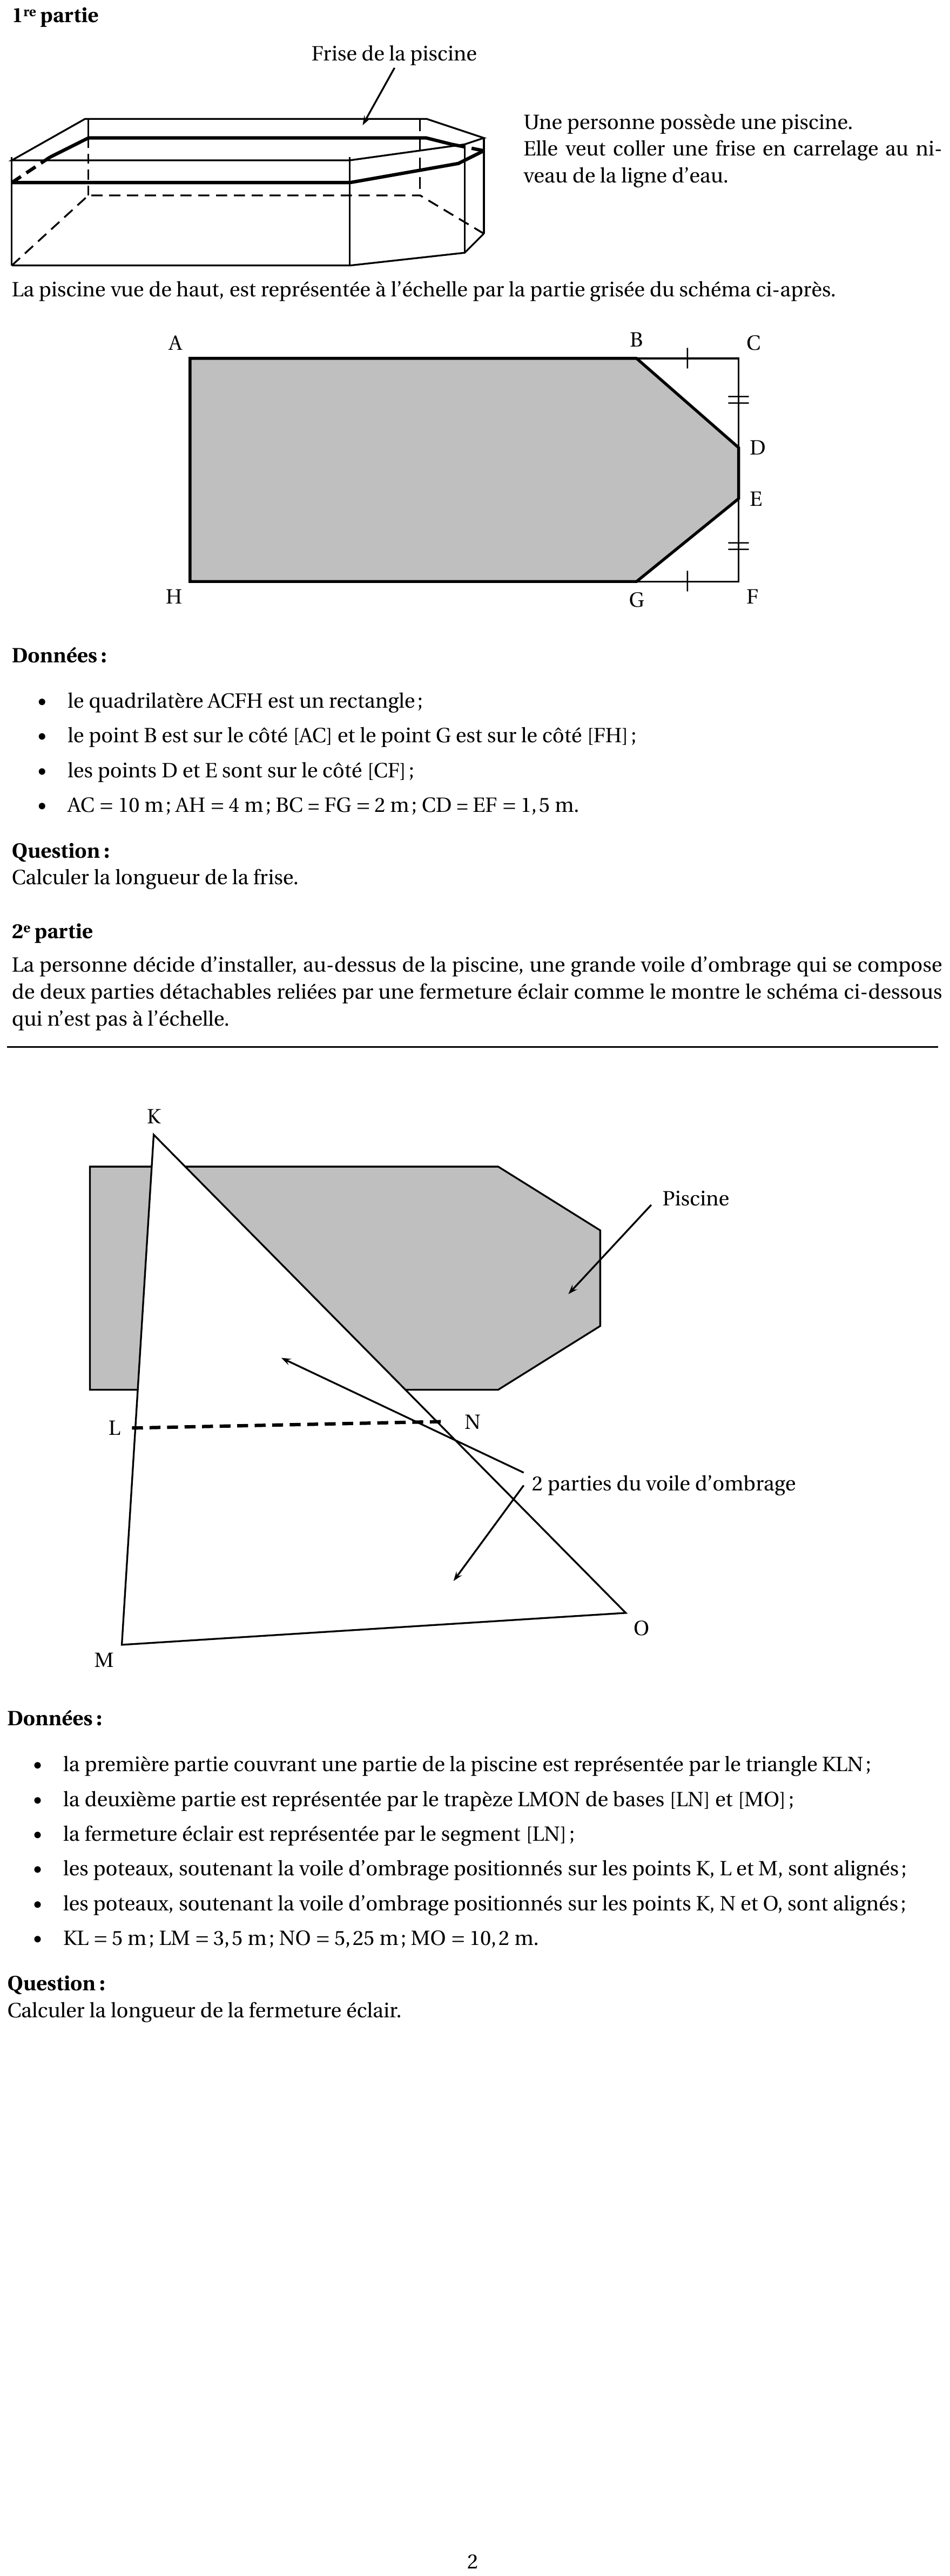 1re partie
Frise de la piscine
Une personne possède une piscine.
Elle veut coller une frise en carrelage au ni-
veau de la ligne d'eau.
La piscine vue de haut, est représentée à l'échelle par la partie grisée du schéma ci-après.
A
B
C
D
E
H
G
F
Données :
• le quadrilatère ACFH est un rectangle ;
• le point B est sur le côté [AC] et le point G est sur le côté [FH] ;
• les points D et E sont sur le côté [CF] ;
• AC = 10 m ; AH = 4 m ; BC = FG = 2 m ; CD = EF = 1,5 m.
Question :
Calculer la longueur de la frise.
2e partie
La personne décide d'installer, au-dessus de la piscine, une grande voile d'ombrage qui se compose
de deux parties détachables reliées par une fermeture éclair comme le montre le schéma ci-dessous
qui n'est pas à l'échelle.
K
Piscine
L
N
2 parties du voile d'ombrage
O
M
Données :
• la première partie couvrant une partie de la piscine est représentée par le triangle KLN ;
• la deuxième partie est représentée par le trapèze LMON de bases [LN] et [MO] ;
• la fermeture éclair est représentée par le segment [LN] ;
• les poteaux, soutenant la voile d'ombrage positionnés sur les points K, L et M, sont alignés ;
• les poteaux, soutenant la voile d'ombrage positionnés sur les points K, N et O, sont alignés ;
• KL = 5 m ; LM = 3,5 m ; NO = 5,25 m ; MO = 10,2 m.
Question :
Calculer la longueur de la fermeture éclair.
2